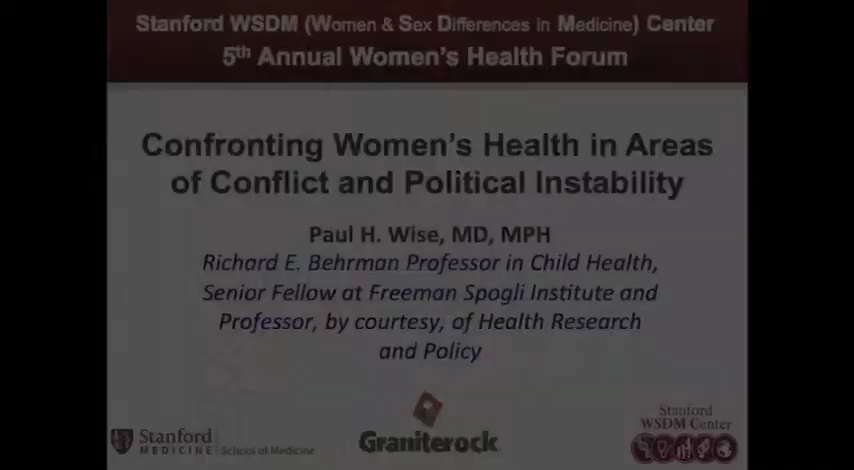 Stanford WSDM (Women & Sex Differences in Medicine) Center
5th Annual Women's Health Forum
Confronting Women's Health in Areas
of Conflict and Political Instability
Paul H. Wise, MD, MPH
Richard E. Behrman Professor in Child Health,
Senior Fellow at Freeman Spogli Institute and
Professor, by courtesy, of Health Research
and Policy
Stanford
MEDICINE
School of Medicine
Graniterock
Stanford
WSDM Center